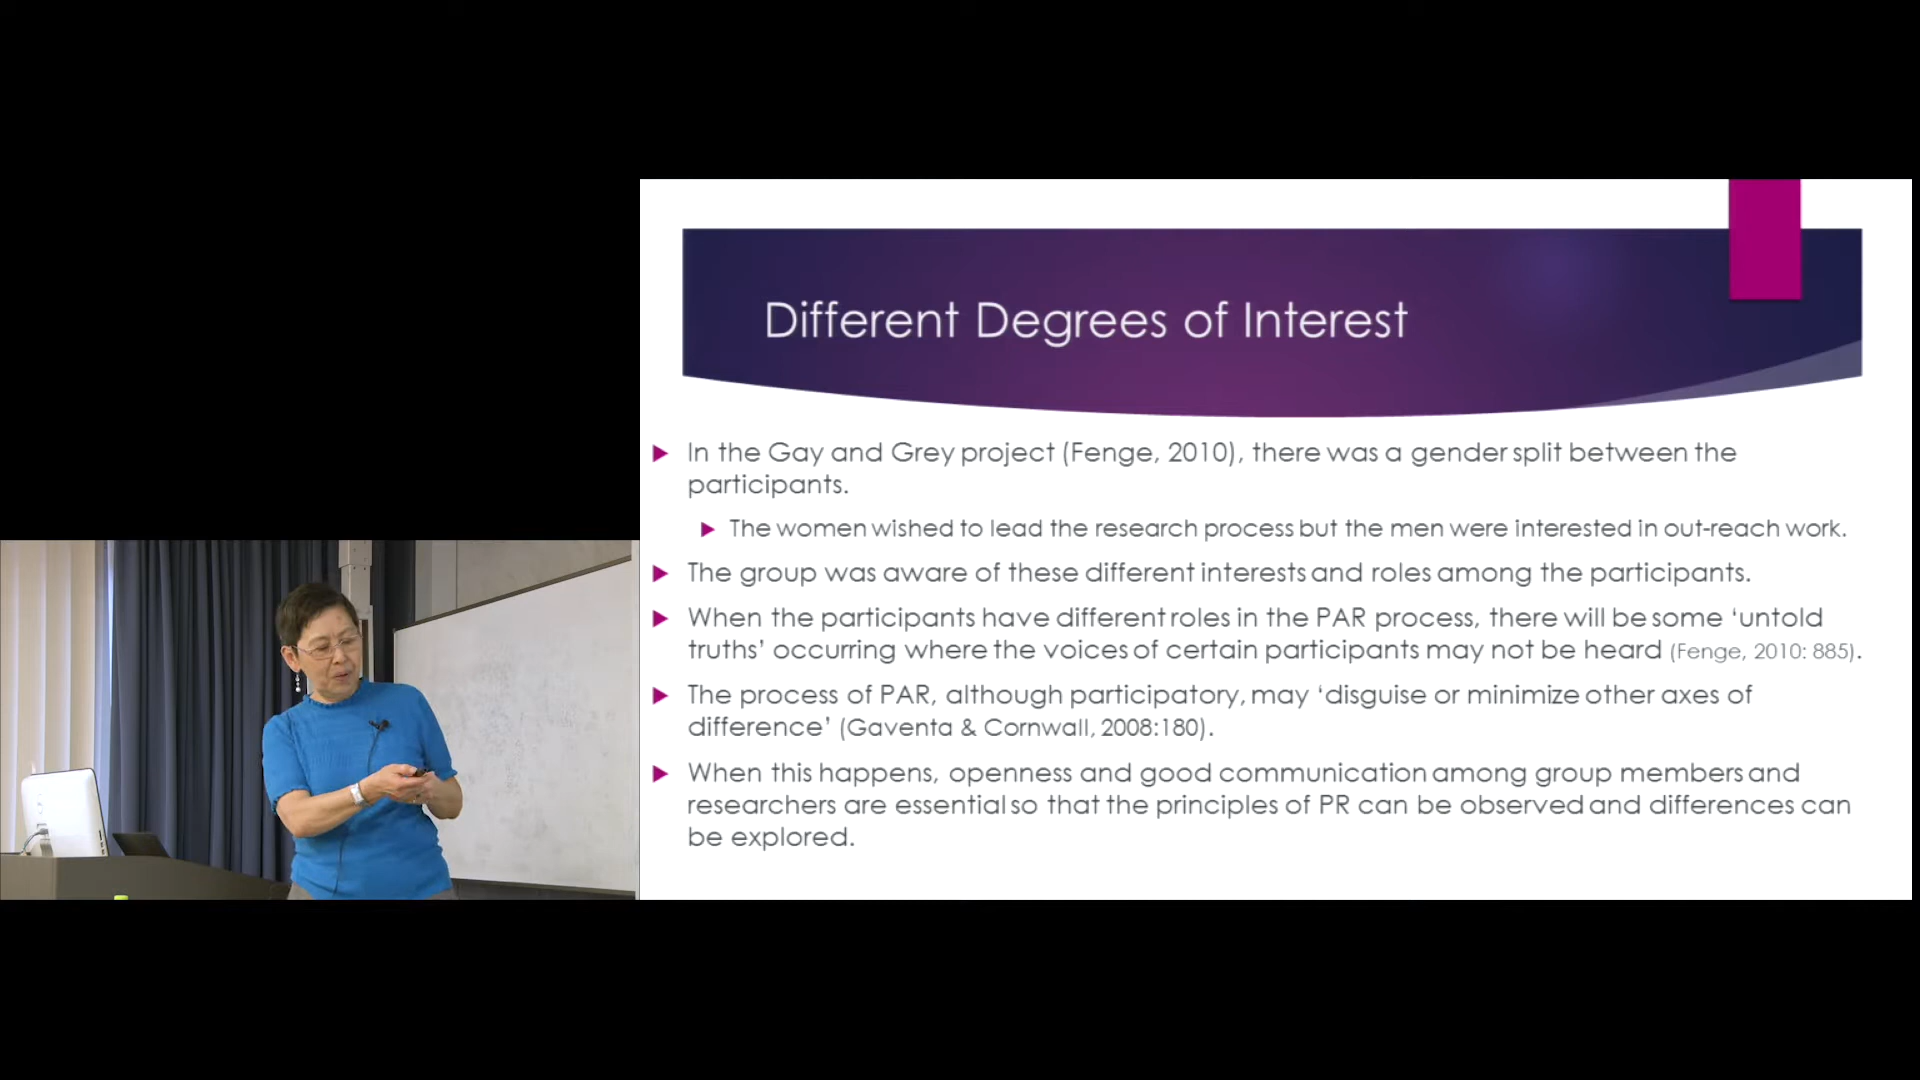 Different Degrees of Interest
In the Gay and Grey project (Fenge, 2010), there was a gender split between the
participants.
The women wished to lead the research process but the men were interested in out-reach work.
The group was aware of these different interests and roles among the participants.
When the participants have different roles in the PAR process, there will be some ‘untold
truths’ occurring where the voices of certain participants may not be heard (Fenge, 2010: 885).
The process of PAR, although participatory, may ‘disguise or minimize other axes of
difference’ (Gaventa & Cornwall, 2008:180).
When this happens, openness and good communication among group members and
researchers are essential so that the principles of PR can be observed and differences can
be explored.